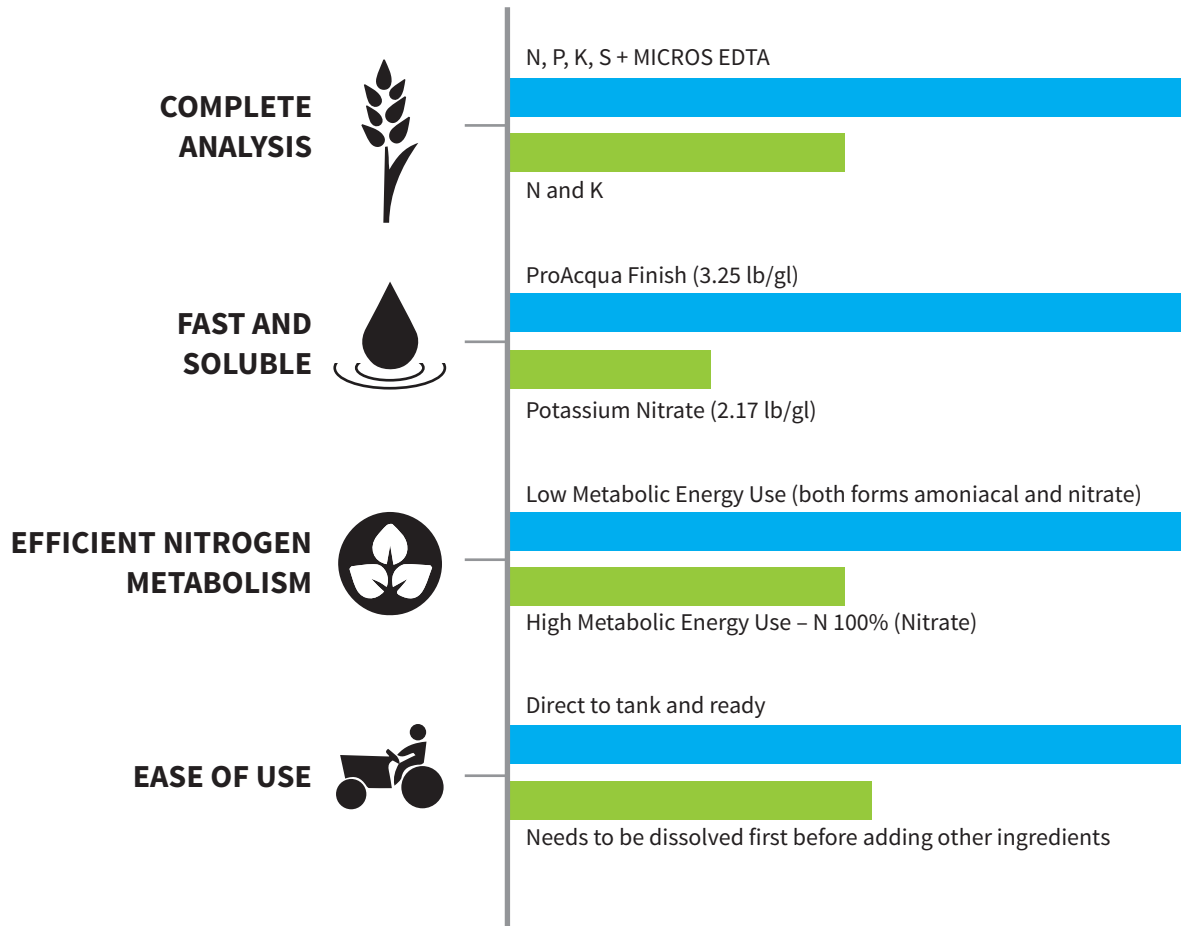 N, P, K, S + MICROS EDTA
COMPLETE
ANALYSIS
N and K
ProAcqua Finish (3.25 lb/gl)
FAST AND
SOLUBLE
Potassium Nitrate (2.17 lb/gl)
Low Metabolic Energy Use (both forms amoniacal and nitrate)
EFFICIENT NITROGEN
METABOLISM
High Metabolic Energy Use – N 100% (Nitrate)
Direct to tank and ready
EASE OF USE
Needs to be dissolved first before adding other ingredients